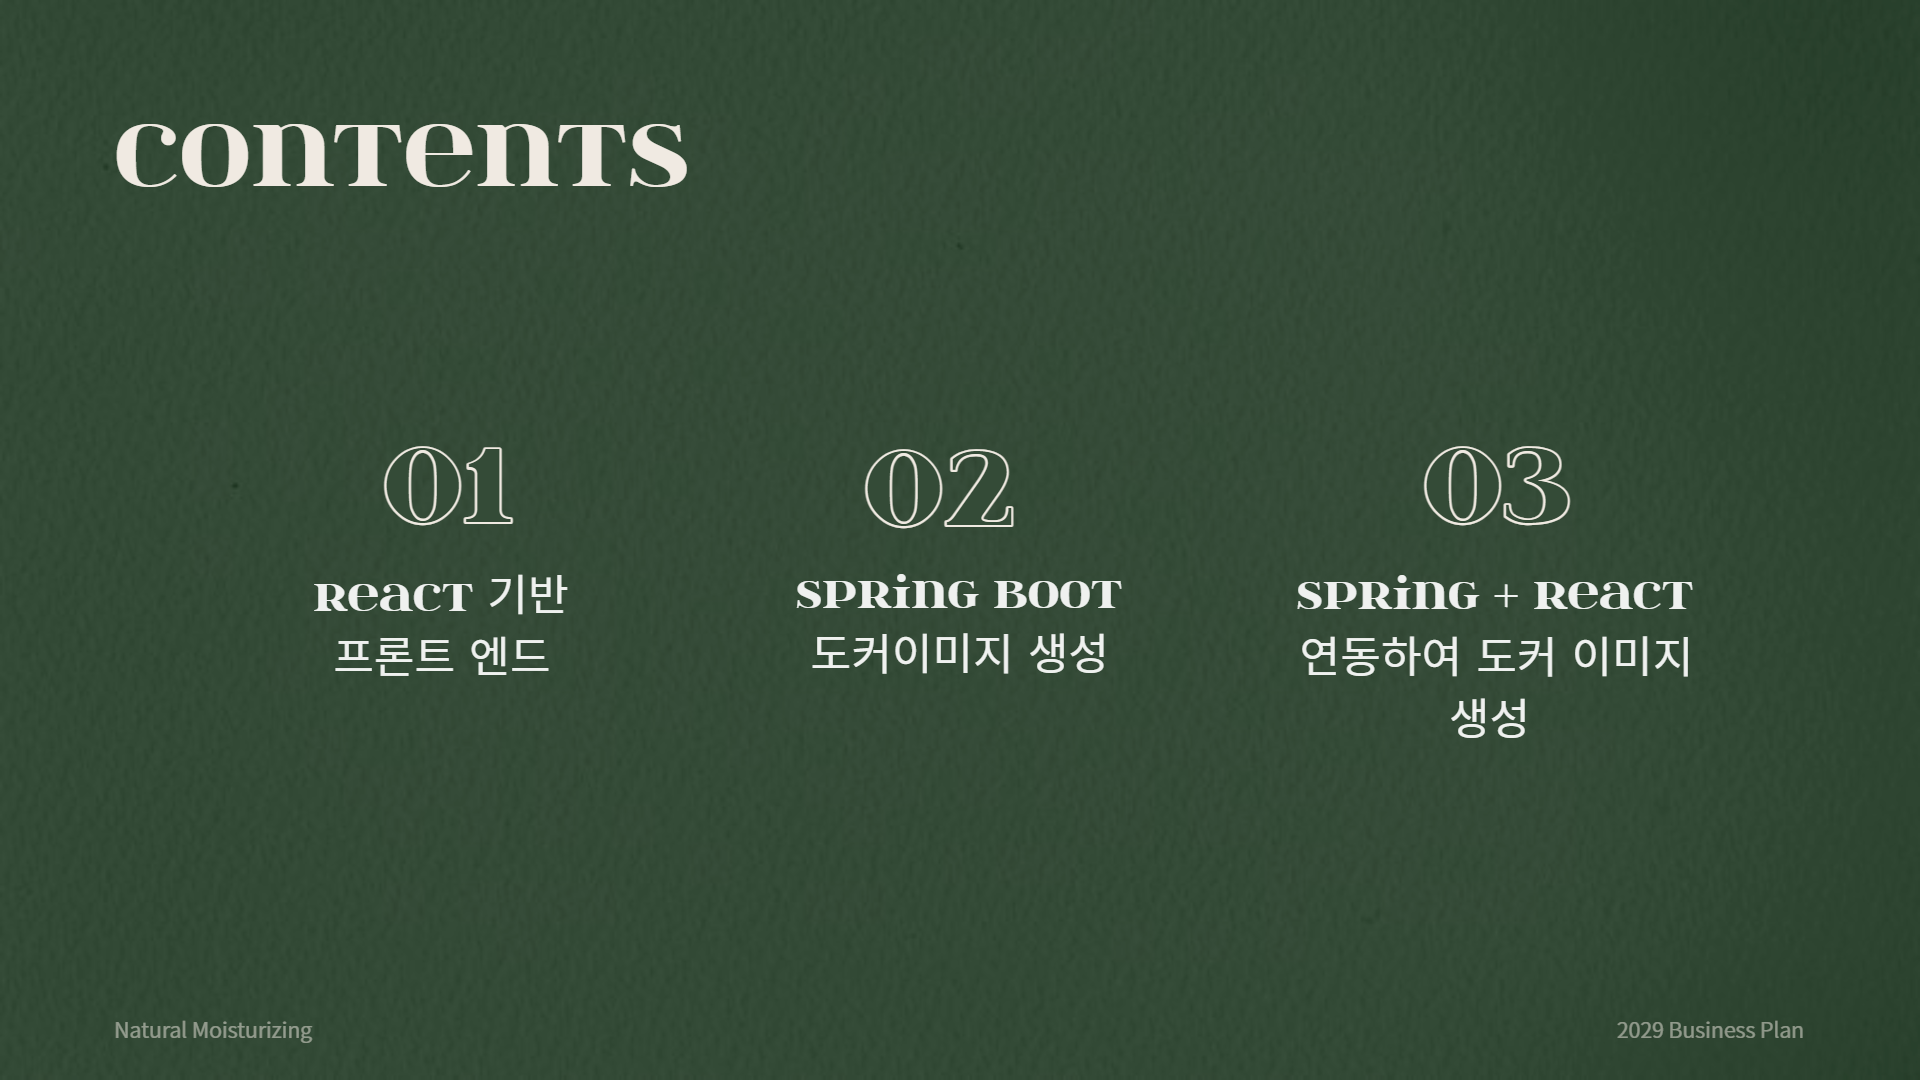 CONTENTS
01
REACT 기반
프론트 엔드
02
SPRING BOOT
도커이미지 생성
03
SPRING + REACT
연동하여 도커 이미지
생성
Natural Moisturizing
2029 Business Plan